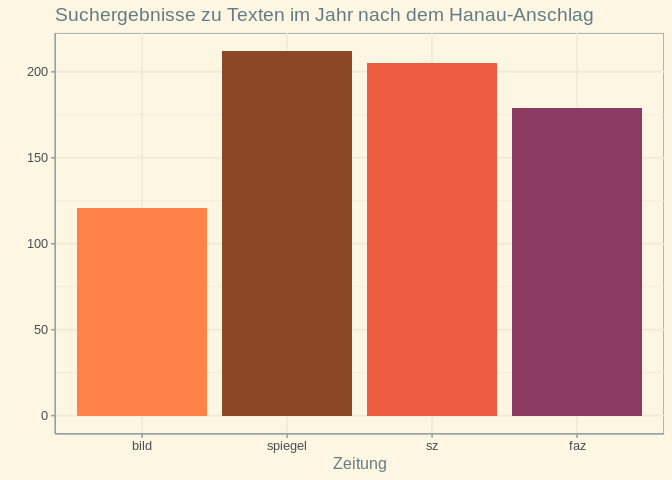 Suchergebnisse zu Texten im Jahr nach dem Hanau-Anschlag
200
150
100
50
0
bild spiegel sz faz
Zeitung